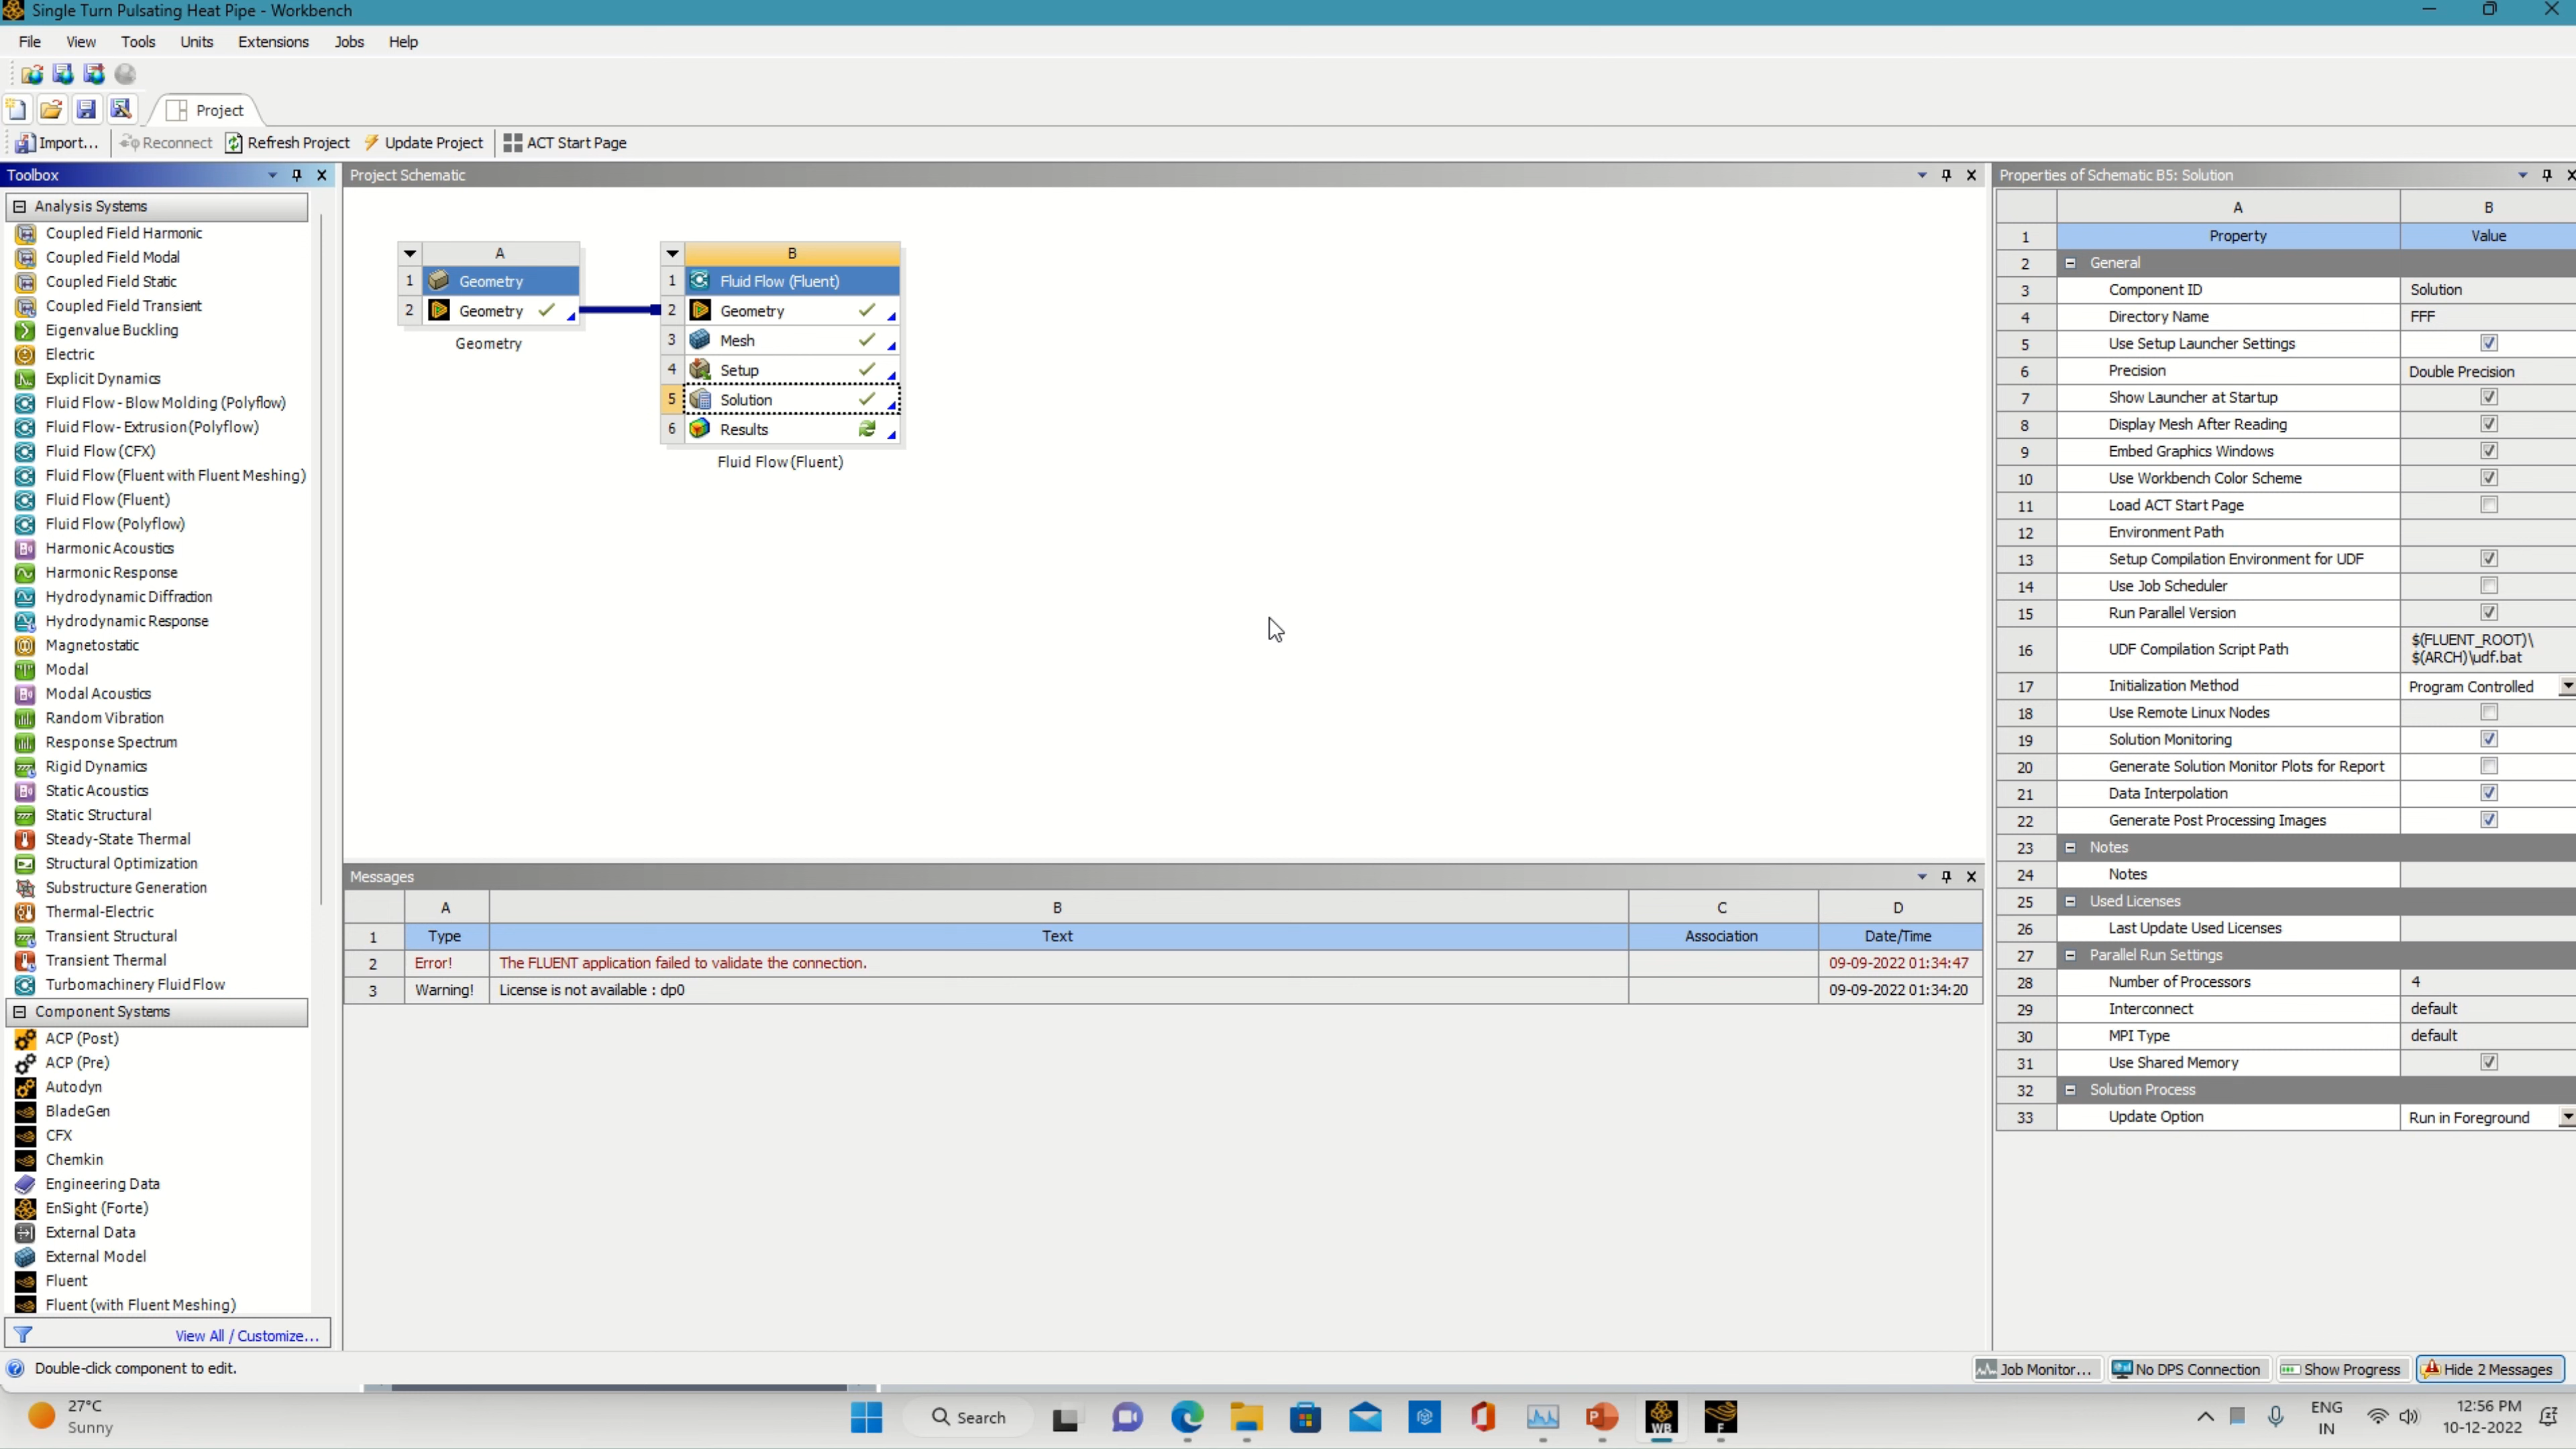 Single Turn Pulsating Heat Pipe - Workbench
File View Tools Units Extensions Jobs Help
Project
Import... Reconnect Refresh Project Update Project ACT Start Page
Toolbox
Analysis Systems
Coupled Field Harmonic
Coupled Field Modal
Coupled Field Static
Coupled Field Transient
Eigenvalue Buckling
Electric
Explicit Dynamics
Fluid Flow - Blow Molding (Polyflow)
Fluid Flow - Extrusion (Polyflow)
Fluid Flow (CFX)
Fluid Flow (Fluent with Fluent Meshing)
Fluid Flow (Fluent)
Fluid Flow (Polyflow)
Harmonic Acoustics
Harmonic Response
Hydrodynamic Diffraction
Hydrodynamic Response
Magnetostatic
Modal
Modal Acoustics
Random Vibration
Response Spectrum
Rigid Dynamics
Static Acoustics
Static Structural
Steady-State Thermal
Structural Optimization
Substructure Generation
Thermal-Electric
Transient Structural
Transient Thermal
Turbomachinery Fluid Flow
Component Systems
ACP (Post)
ACP (Pre)
Autodyn
BladeGen
CFX
Chemkin
Engineering Data
EnSight (Forte)
External Data
External Model
Fluent
Fluent (with Fluent Meshing)
View All / Customize...
Project Schematic
A
1 Geometry
2 Geometry
Geometry
B
1 Fluid Flow (Fluent)
2 Geometry
3 Mesh
4 Setup
5 Solution
6 Results
Fluid Flow (Fluent)
Messages
A B C D
1 Type Text Association Date/Time
2 Error! The FLUENT application failed to validate the connection. 09-09-2022 01:34:47
3 Warning! License is not available : dp0 09-09-2022 01:34:20
Properties of Schematic B5: Solution
A B
1 Property Value
2 General
3 Component ID Solution
4 Directory Name FFF
5 Use Setup Launcher Settings
6 Precision Double Precision
7 Show Launcher at Startup
8 Display Mesh After Reading
9 Embed Graphics Windows
10 Use Workbench Color Scheme
11 Load ACT Start Page
12 Environment Path
13 Setup Compilation Environment for UDF
14 Use Job Scheduler
15 Run Parallel Version
16 UDF Compilation Script Path $(FLUENT_ROOT)\
$(ARCH)\udf.bat
17 Initialization Method Program Controlled
18 Use Remote Linux Nodes
19 Solution Monitoring
20 Generate Solution Monitor Plots for Report
21 Data Interpolation
22 Generate Post Processing Images
23 Notes
24 Notes
25 Used Licenses
26 Last Update Used Licenses
27 Parallel Run Settings
28 Number of Processors 4
29 Interconnect default
30 MPI Type default
31 Use Shared Memory
32 Solution Process
33 Update Option Run in Foreground
Double-click component to edit.
Job Monitor... No DPS Connection Show Progress Hide 2 Messages
27°C
Sunny
Search
P
WB
F
ENG
IN
12:56 PM
10-12-2022